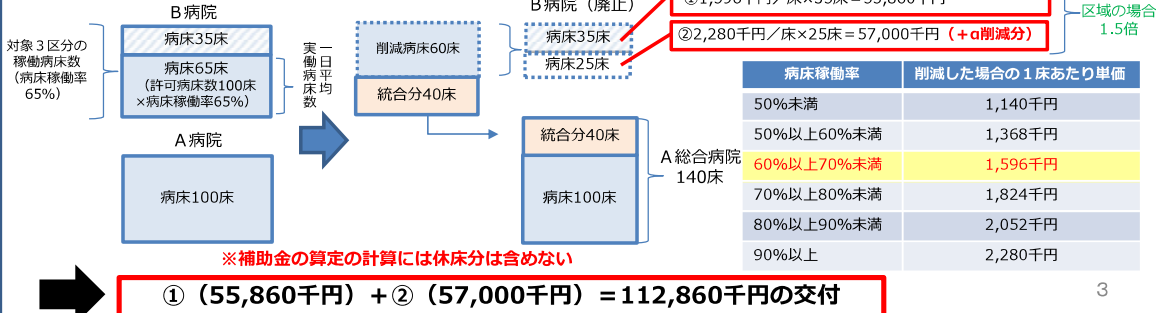 B病院
対象３区分の
稼働病床数
（病床稼働率
65%）
病床35床
病床65床
（許可病床数100床
×病床稼働率65%）
一日平均
実働病床数
A病院
病床100床
削減病床60床
統合分40床
B病院（廃止）
病床35床
病床25床
②2,280千円／床×25床＝57,000千円（＋α削減分）
区域の場合
1.5倍
統合分40床
病床100床
A総合病院
140床
病床稼働率 削減した場合の１床あたり単価
50%未満 1,140千円
50%以上60%未満 1,368千円
60%以上70%未満 1,596千円
70%以上80%未満 1,824千円
80%以上90%未満 2,052千円
90%以上 2,280千円
※補助金の算定の計算には休床分は含めない
①（55,860千円）＋②（57,000千円）＝112,860千円の交付
3